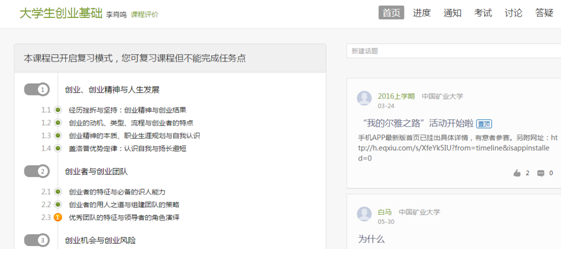 大学生创业基础 李肖鸣 课程评价
首页 进度 通知 考试 讨论 答疑
本课程已开启复习模式，您可复习课程但不能完成任务点
1 创业、创业精神与人生发展
1.1 经历挫折与坚持：创业精神与创业结果
1.2 创业的动机、类型、流程与创业者的特点
1.3 创业精神的本质、职业生涯规划与自我认识
1.4 盖洛普优势定律：认识自我与扬长避短
2 创业者与创业团队
2.1 创业者的特征与必备的识人能力
2.2 创业者的用人之道与组建团队的策略
2.3 优秀团队的特征与领导者的角色演绎
3 创业机会与创业风险
新建话题
2016上学期 中国矿业大学
03-24
“我的尔雅之路”活动开始啦 置顶
手机APP最新版首页已挂出具体详情，有意者参赛。另附网址：htt
p://h.eqxiu.com/s/XfeYkSIU?from=timeline&isappinstalle
d=0
2 0
白马 中国矿业大学
05-30
为什么